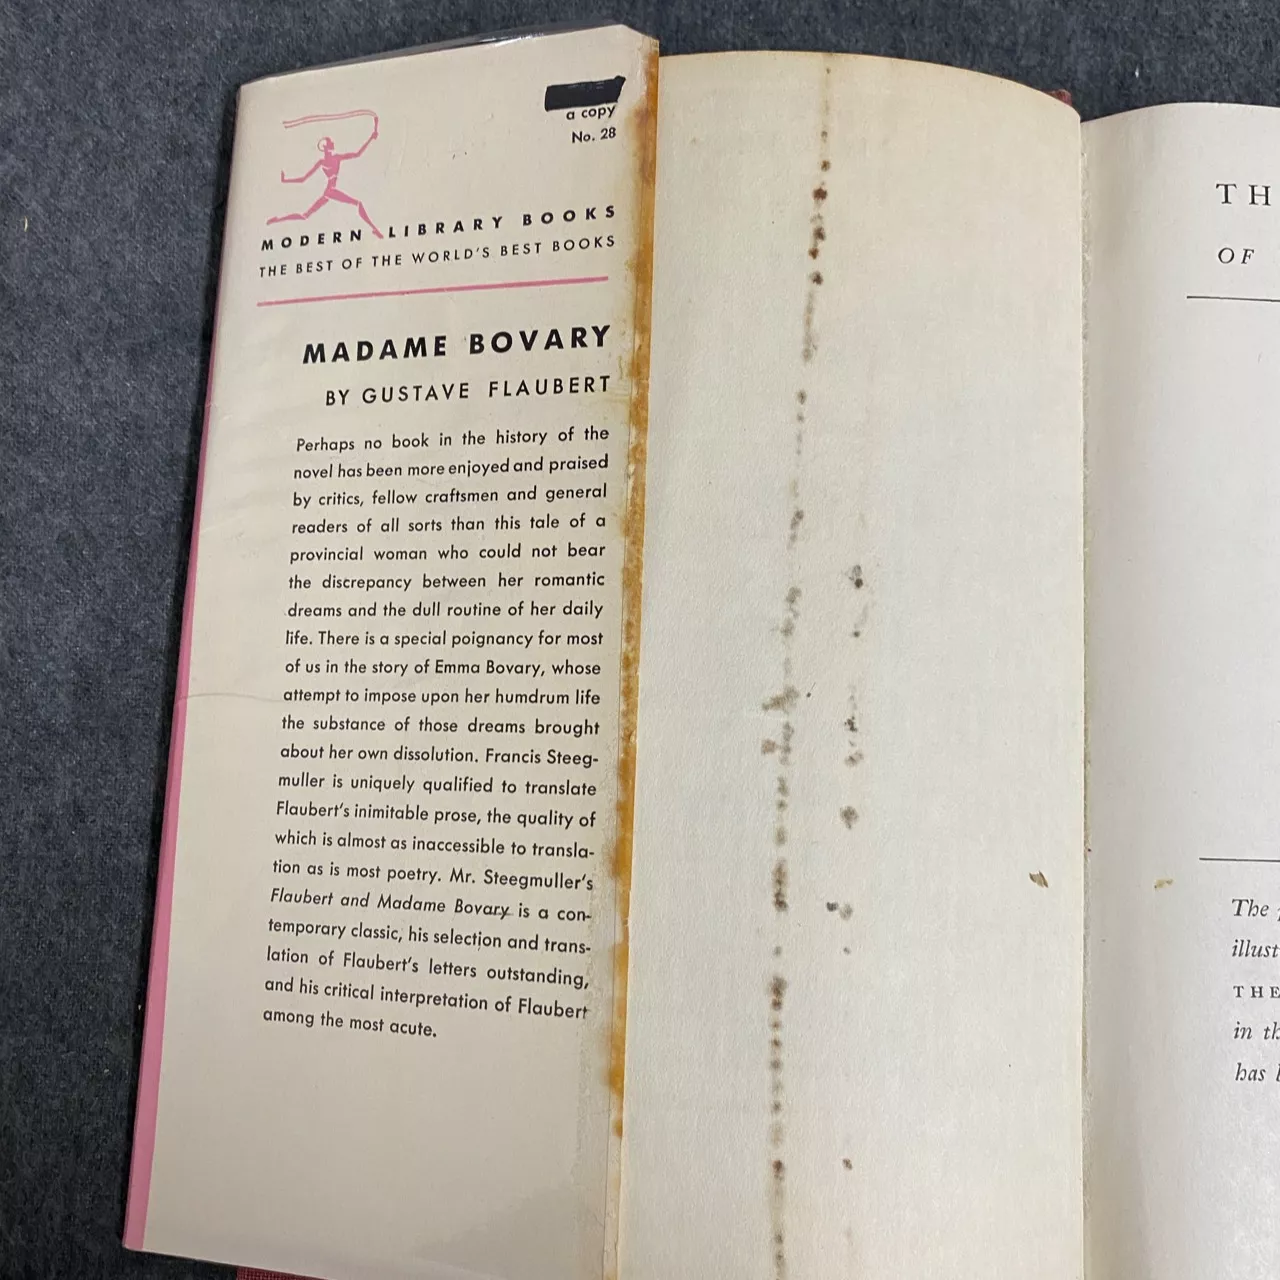 a copy
No. 28
MODERN LIBRARY BOOKS
THE BEST OF THE WORLD'S BEST BOOKS
MADAME BOVARY
BY GUSTAVE FLAUBERT
Perhaps no book in the history of the
novel has been more enjoyed and praised
by critics, fellow craftsmen and general
readers of all sorts than this tale of a
provincial woman who could not bear
the discrepancy between her romantic
dreams and the dull routine of her daily
life. There is a special poignancy for most
of us in the story of Emma Bovary, whose
attempt to impose upon her humdrum life
the substance of those dreams brought
about her own dissolution. Francis Steeg-
muller is uniquely qualified to translate
Flaubert's inimitable prose, the quality of
which is almost as inaccessible to transla-
tion as is most poetry. Mr. Steegmuller's
Flaubert and Madame Bovary is a con-
temporary classic, his selection and trans-
lation of Flaubert's letters outstanding,
and his critical interpretation of Flaubert
among the most acute.
TH
OF
The
illust
THE
in th
has